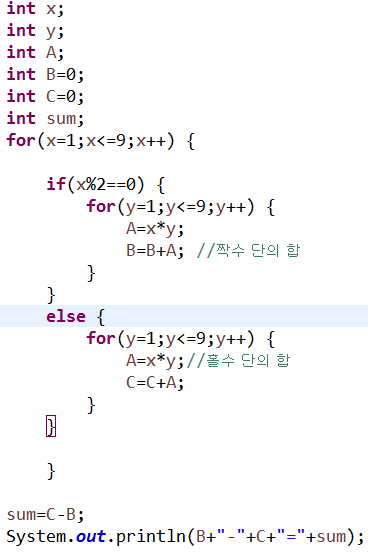 int x;
int y;
int A;
int B=0;
int C=0;
int sum;
for(x=1;x<=9;x++) {
if(x%2==0) {
for(y=1;y<=9;y++) {
A=x*y;
B=B+A; //짝수 단의 합
}
}
else {
for(y=1;y<=9;y++) {
A=x*y;//홀수 단의 합
C=C+A;
}
}
}
sum=C-B;
System.out.println(B+"-"+C+"="+sum);